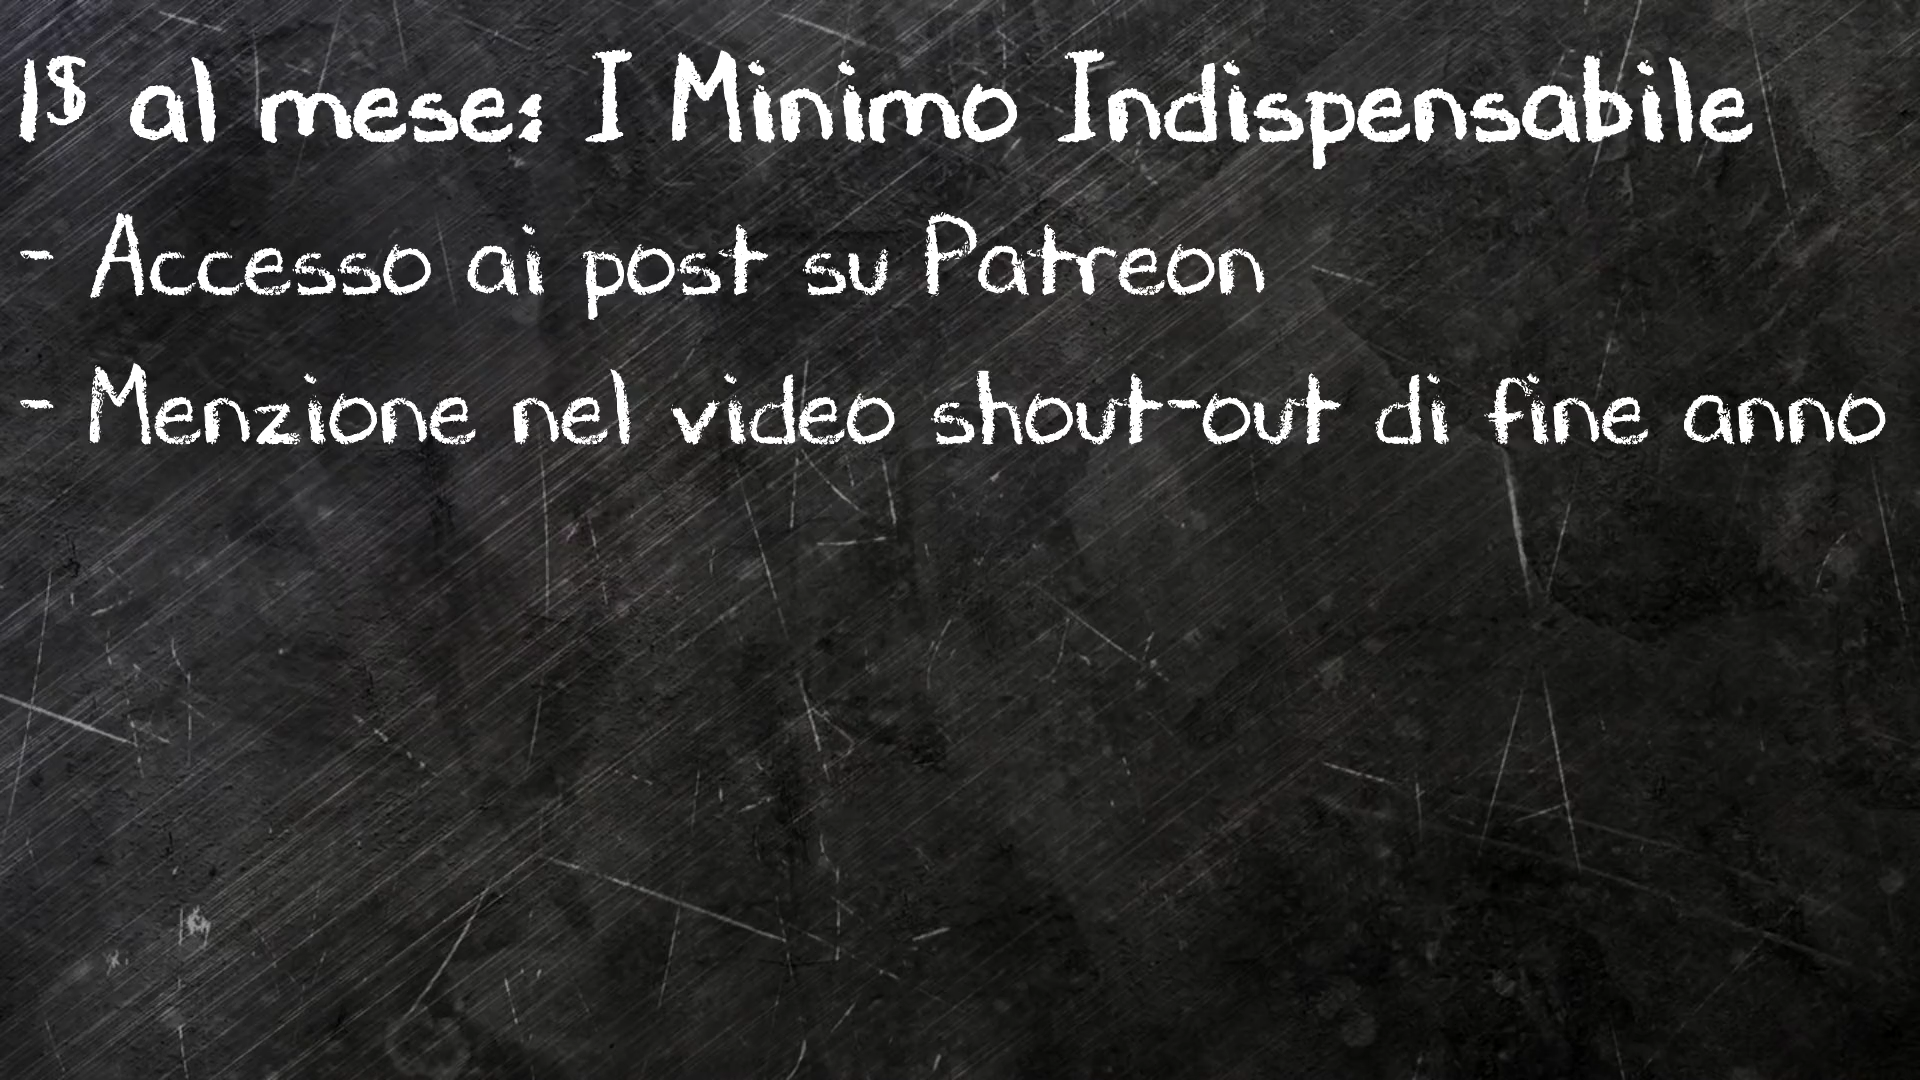 1$ al mese: I Minimo Indispensabile
- Accesso ai post su Patreon
- Menzione nel video shout-out di fine anno